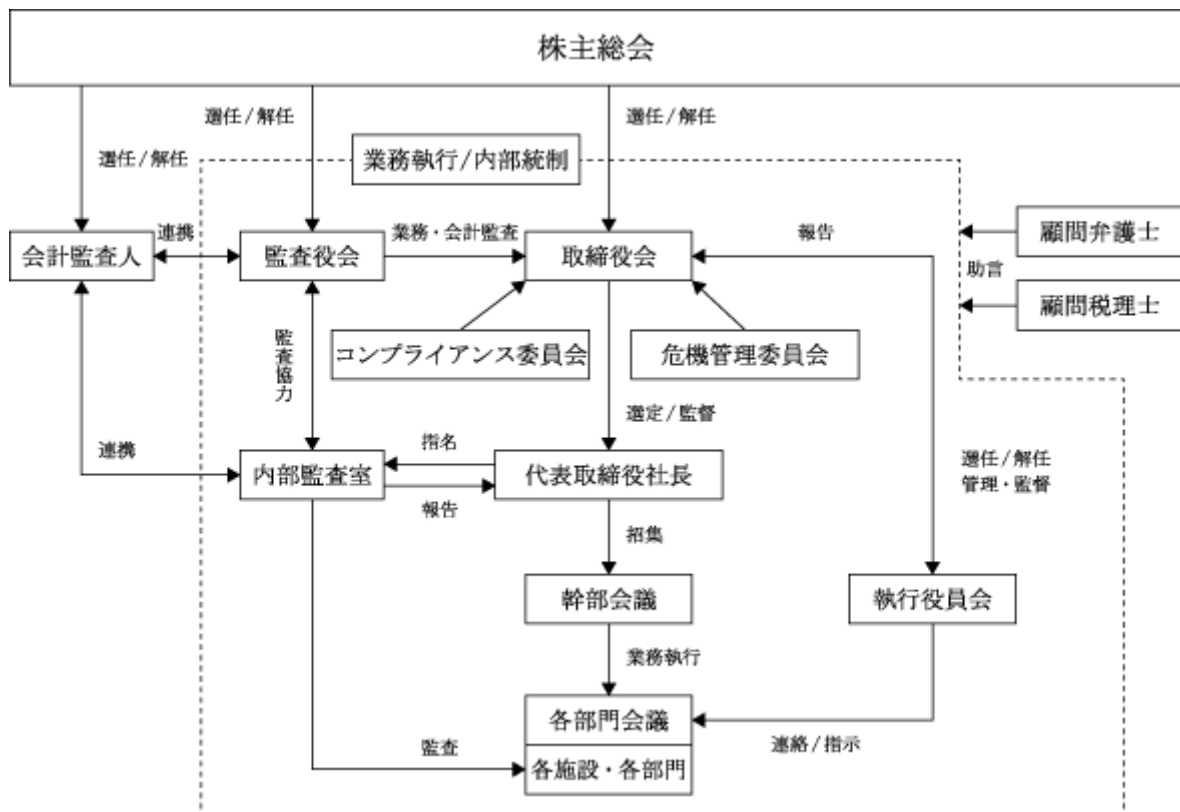 株主総会
選任/解任
選任/解任
選任/解任
業務執行/内部統制
会計監査人
連携
監査役会
業務・会計監査
取締役会
報告
顧問弁護士
助言
顧問税理士
コンプライアンス委員会
危機管理委員会
監査協力
選定/監督
連携
内部監査室
指名
報告
代表取締役社長
選任/解任
管理・監督
招集
幹部会議
執行役員会
業務執行
各部門会議
連絡/指示
監査
各施設・各部門